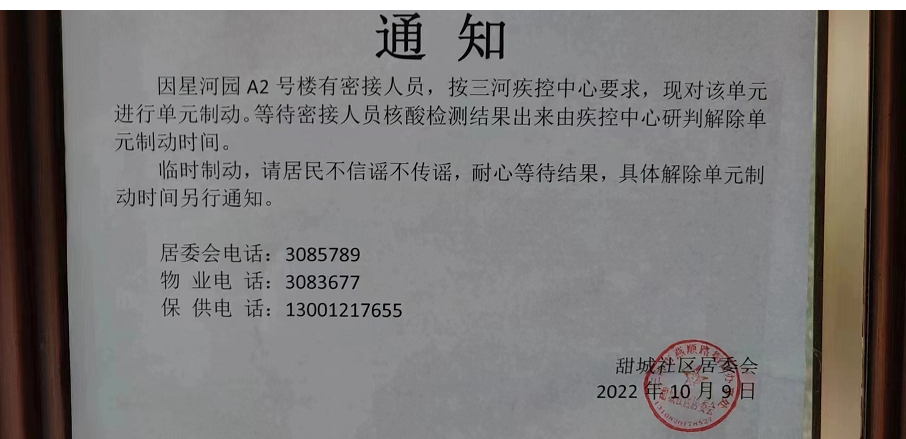 通 知
因星河园 A2 号楼有密接人员，按三河疾控中心要求，现对该单元
进行单元制动。等待密接人员核酸检测结果出来由疾控中心研判解除单
元制动时间。
临时制动，请居民不信谣不传谣，耐心等待结果，具体解除单元制
动时间另行通知。
居委会电话：3085789
物 业电 话：3083677
保 供电 话：13001217655
甜城社区居委会
2022 年 10 月 9 日